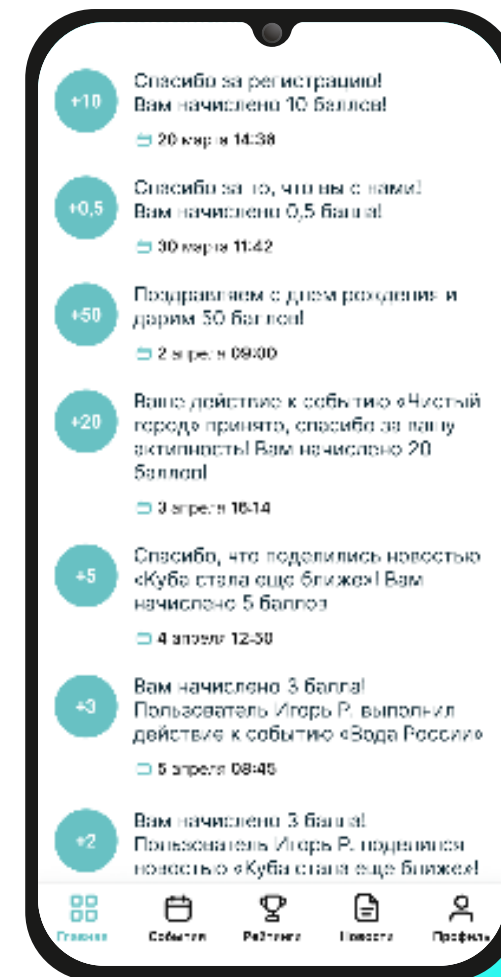 +10
Спасибо за регистрацию!
Вам начислено 10 баллов!
20 марта 14:38
+0,5
Спасибо за то, что вы с нами!
Вам начислено 0,5 балла!
30 марта 11:42
+50
Поздравляем с днем рождения и
дарим 50 баллов!
2 апреля 09:00
+20
Ваше действие к событию «Чистый
город» принято, спасибо за вашу
активность! Вам начислено 20
баллов!
3 апреля 16:14
+5
Спасибо, что поделились новостью
«Куба стала еще ближе»! Вам
начислено 5 баллов
4 апреля 12:50
+3
Вам начислено 3 балла!
Пользователь Игорь Р. выполнил
действие к событию «Вода России»
5 апреля 08:45
+2
Вам начислено 3 балла!
Пользователь Игорь Р. поделился
новостью «Куба стала еще ближе»!
Главная
События
Рейтинги
Новости
Профиль